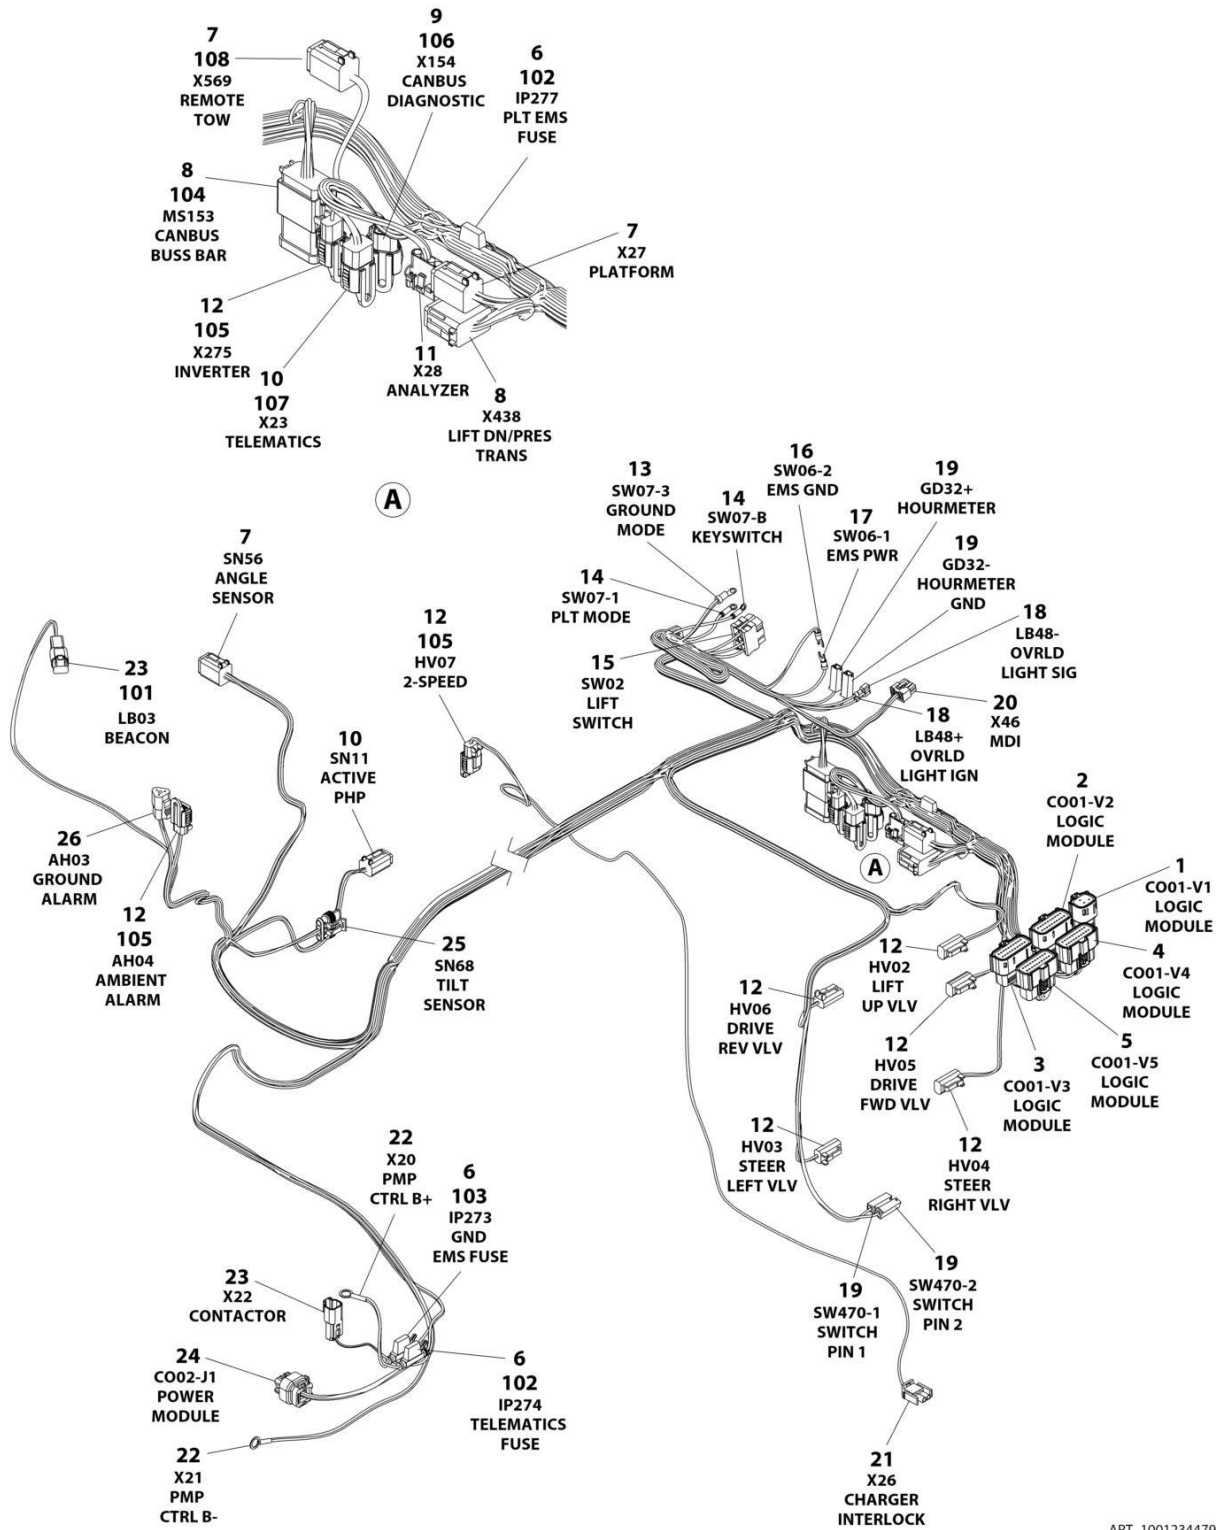 7
108
X569
REMOTE
TOW
9
106
X154
CANBUS
DIAGNOSTIC
6
102
IP277
PLT EMS
FUSE
8
104
MS153
CANBUS
BUSS BAR
7
X27
PLATFORM
12
105
X275
INVERTER
10
107
X23
TELEMATICS
11
X28
ANALYZER
8
X438
LIFT DN/PRES
TRANS
A
7
SN56
ANGLE
SENSOR
13
SW07-3
GROUND
MODE
14
SW07-B
KEYSWITCH
16
SW06-2
EMS GND
17
SW06-1
EMS PWR
19
GD32+
HOURMETER
19
GD32-
HOURMETER
GND
14
SW07-1
PLT MODE
18
LB48-
OVRLD
LIGHT SIG
12
105
HV07
2-SPEED
15
SW02
LIFT
SWITCH
23
101
LB03
BEACON
18
LB48+
OVRLD
LIGHT IGN
20
X46
MDI
10
SN11
ACTIVE
PHP
2
CO01-V2
LOGIC
MODULE
A
1
CO01-V1
LOGIC
MODULE
26
AH03
GROUND
ALARM
12
105
AH04
AMBIENT
ALARM
25
SN68
TILT
SENSOR
12
HV02
LIFT
UP VLV
4
CO01-V4
LOGIC
MODULE
12
HV06
DRIVE
REV VLV
12
HV05
DRIVE
FWD VLV
3
CO01-V3
LOGIC
MODULE
5
CO01-V5
LOGIC
MODULE
12
HV03
STEER
LEFT VLV
12
HV04
STEER
RIGHT VLV
22
X20
PMP
CTRL B+
6
103
IP273
GND
EMS FUSE
23
X22
CONTACTOR
19
SW470-1
SWITCH
PIN 1
19
SW470-2
SWITCH
PIN 2
24
CO02-J1
POWER
MODULE
6
102
IP274
TELEMATICS
FUSE
22
X21
PMP
CTRL B-
21
X26
CHARGER
INTERLOCK